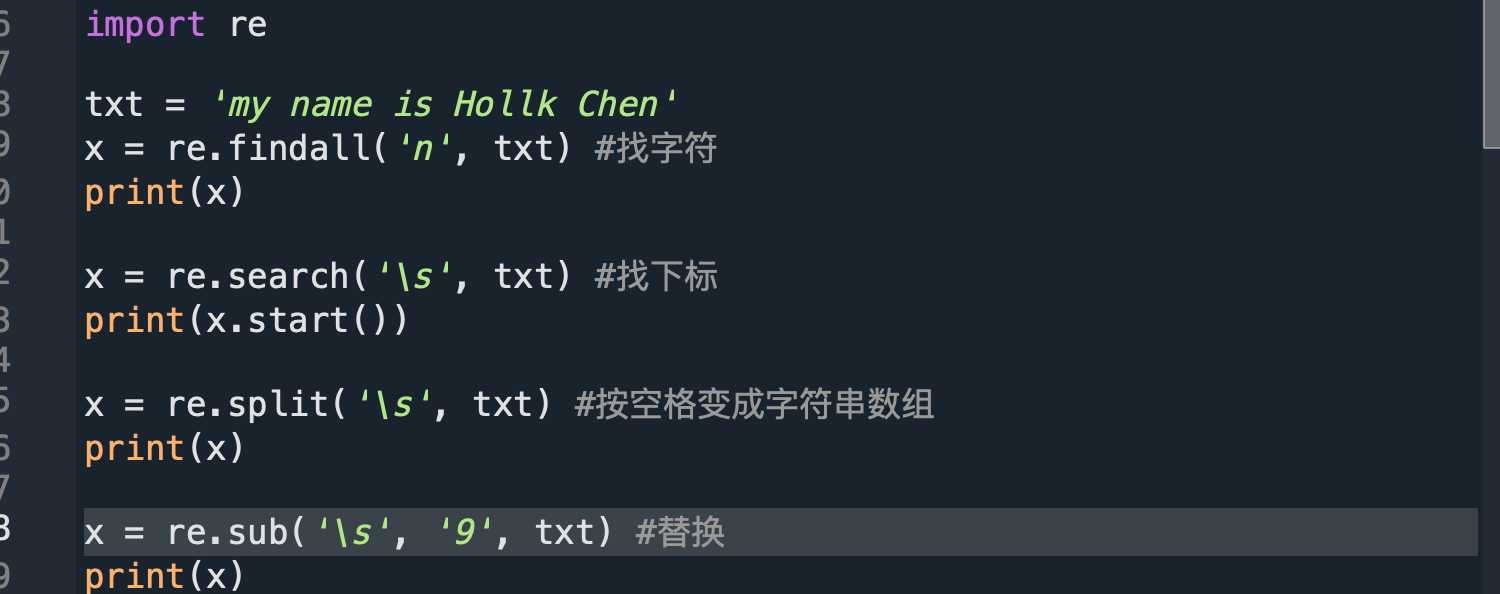 6 import re
7
8 txt = 'my name is Hollk Chen'
9 x = re.findall('n', txt) #找字符
0 print(x)
1
2 x = re.search('\s', txt) #找下标
3 print(x.start())
4
5 x = re.split('\s', txt) #按空格变成字符串数组
6 print(x)
7
8 x = re.sub('\s', '9', txt) #替换
9 print(x)